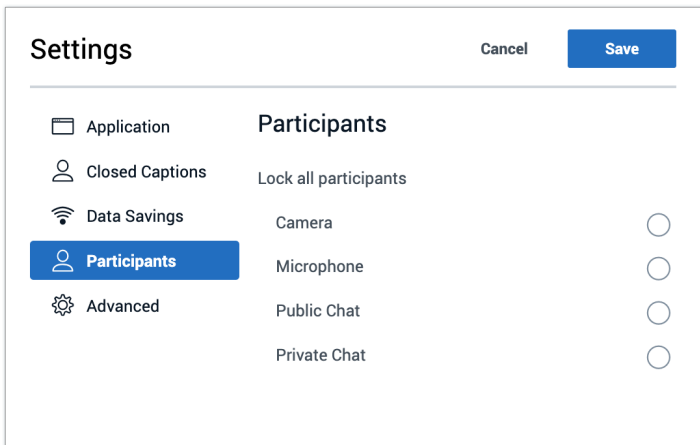 Settings
Cancel
Save
Application
Closed Captions
Data Savings
Participants
Advanced
Participants
Lock all participants
Camera
Microphone
Public Chat
Private Chat